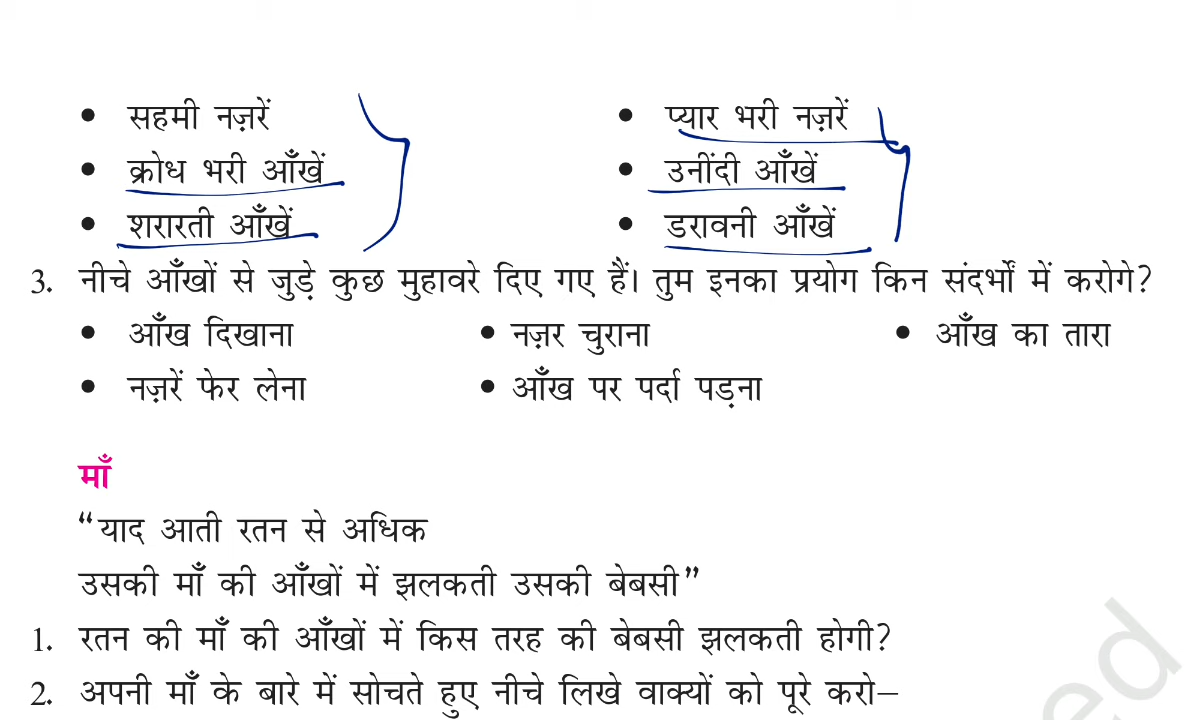 • सहमी नज़रें • प्यार भरी नज़रें
• क्रोध भरी आँखें • उनींदी आँखें
• शरारती आँखें • डरावनी आँखें
3. नीचे आँखों से जुड़े कुछ मुहावरे दिए गए हैं। तुम इनका प्रयोग किन संदर्भों में करोगे?
• आँख दिखाना • नज़र चुराना • आँख का तारा
• नज़रें फेर लेना • आँख पर पर्दा पड़ना
माँ
“याद आती रतन से अधिक
उसकी माँ की आँखों में झलकती उसकी बेबसी”
1. रतन की माँ की आँखों में किस तरह की बेबसी झलकती होगी?
2. अपनी माँ के बारे में सोचते हुए नीचे लिखे वाक्यों को पूरे करो–